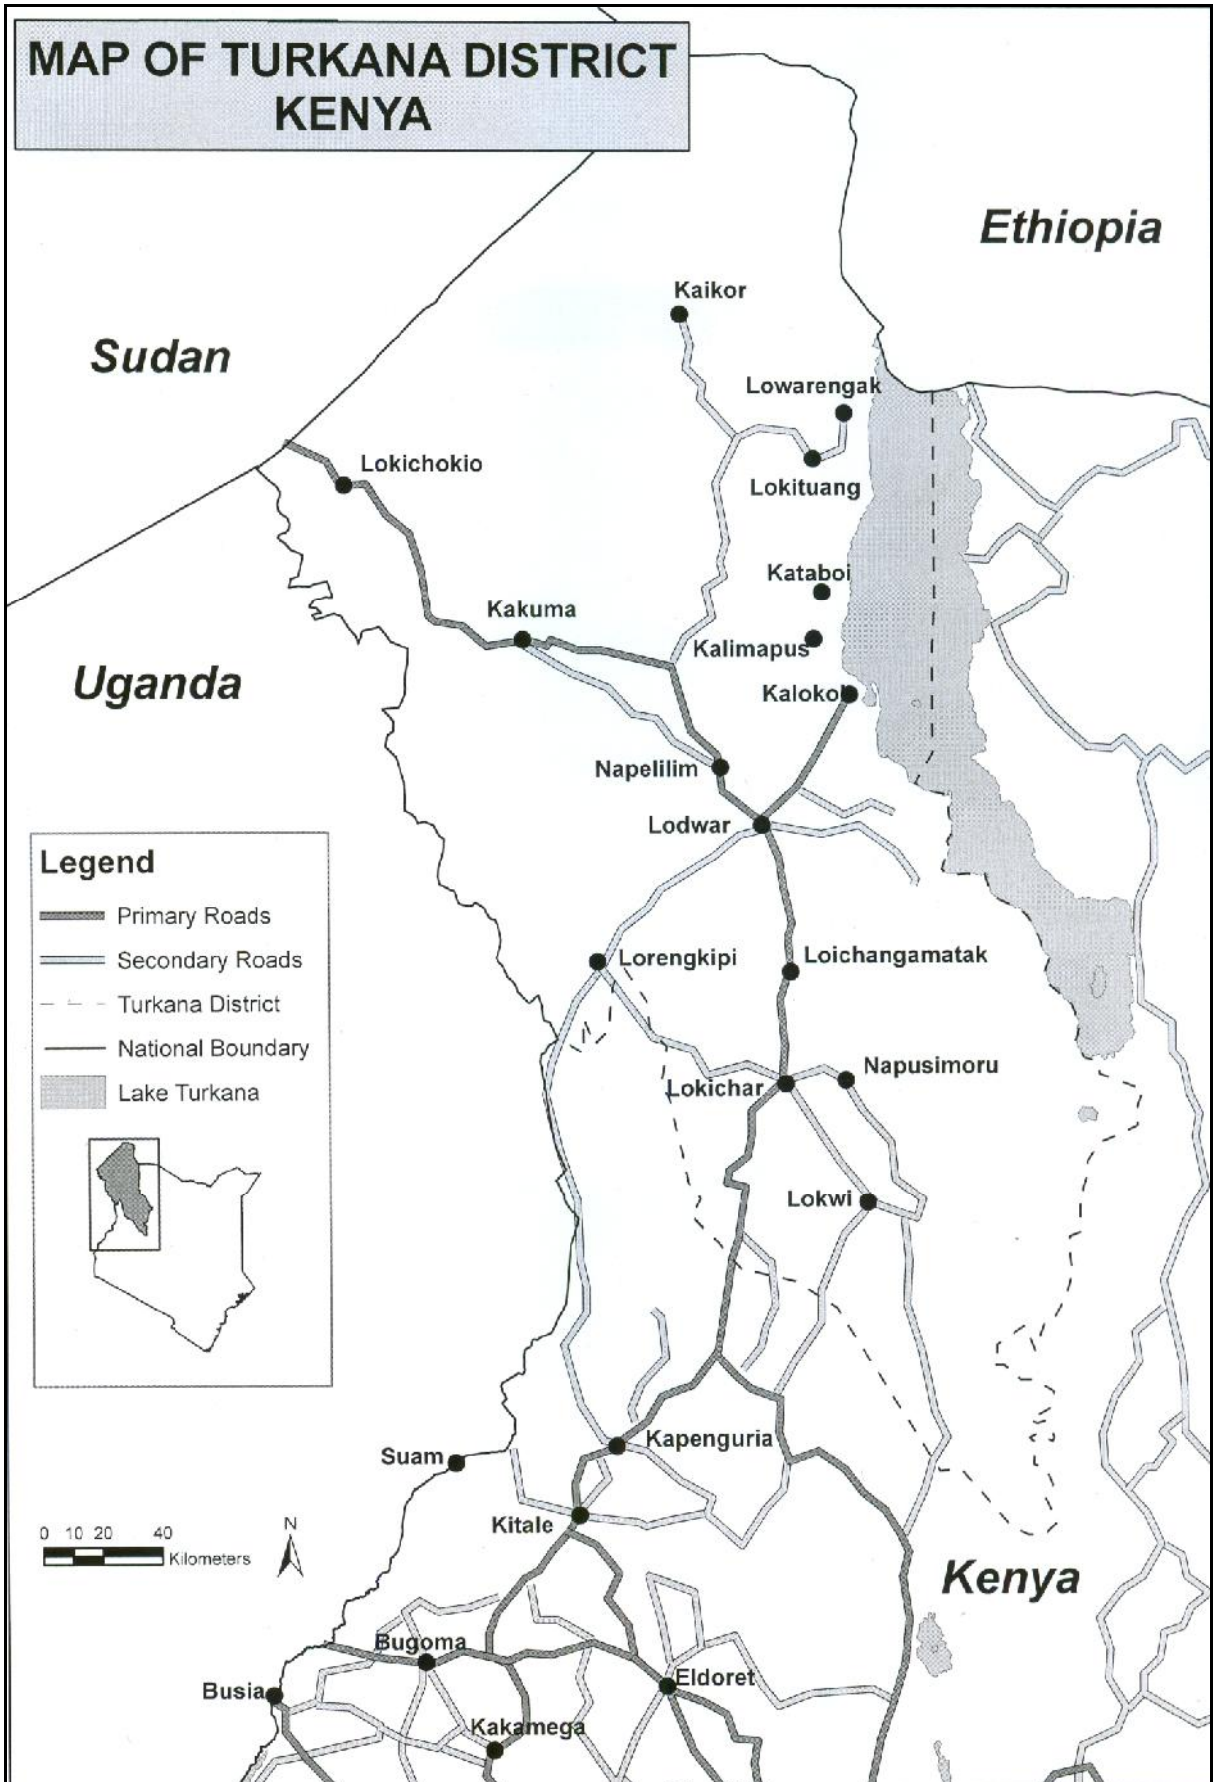 MAP OF TURKANA DISTRICT
KENYA
Ethiopia
Kaikor
Sudan
Lowarengak
Lokichokio
Lokituang
Kataboi
Kakuma
Kalimapus
Uganda
Kalokol
Napelilim
Lodwar
Legend
Primary Roads
Secondary Roads
Turkana District
National Boundary
Lake Turkana
Lorengkipi
Loichangamatak
Napusimoru
Lokichar
Lokwi
Kapenguria
Suam
Kitale
0 10 20 40
Kilometers
N
Kenya
Bugoma
Busia
Eldoret
Kakamega